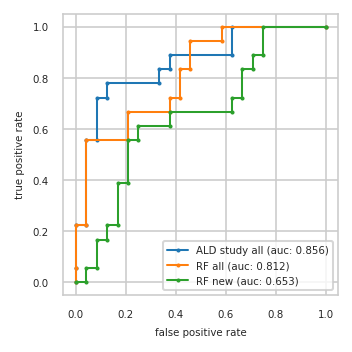 1.0
0.8
0.6
0.4
0.2
0.0
true positive rate
ALD study all (auc: 0.856)
RF all (auc: 0.812)
RF new (auc: 0.653)
0.0 0.2 0.4 0.6 0.8 1.0
false positive rate